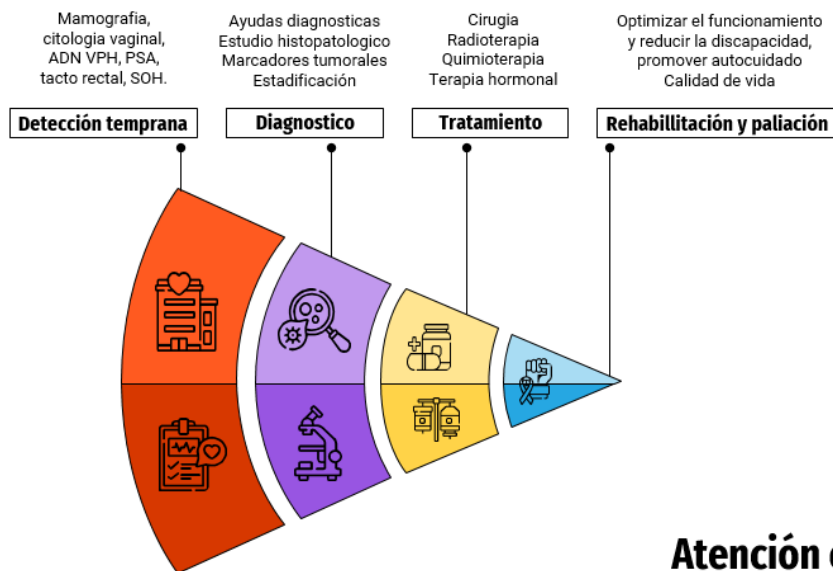 Mamografia,
citologia vaginal,
ADN VPH, PSA,
tacto rectal, SOH.
Detección temprana
Ayudas diagnosticas
Estudio histopatologico
Marcadores tumorales
Estadificación
Diagnostico
Cirugia
Radioterapia
Quimioterapia
Terapia hormonal
Tratamiento
Optimizar el funcionamiento
y reducir la discapacidad,
promover autocuidado
Calidad de vida
Rehabillitación y paliación
Atención